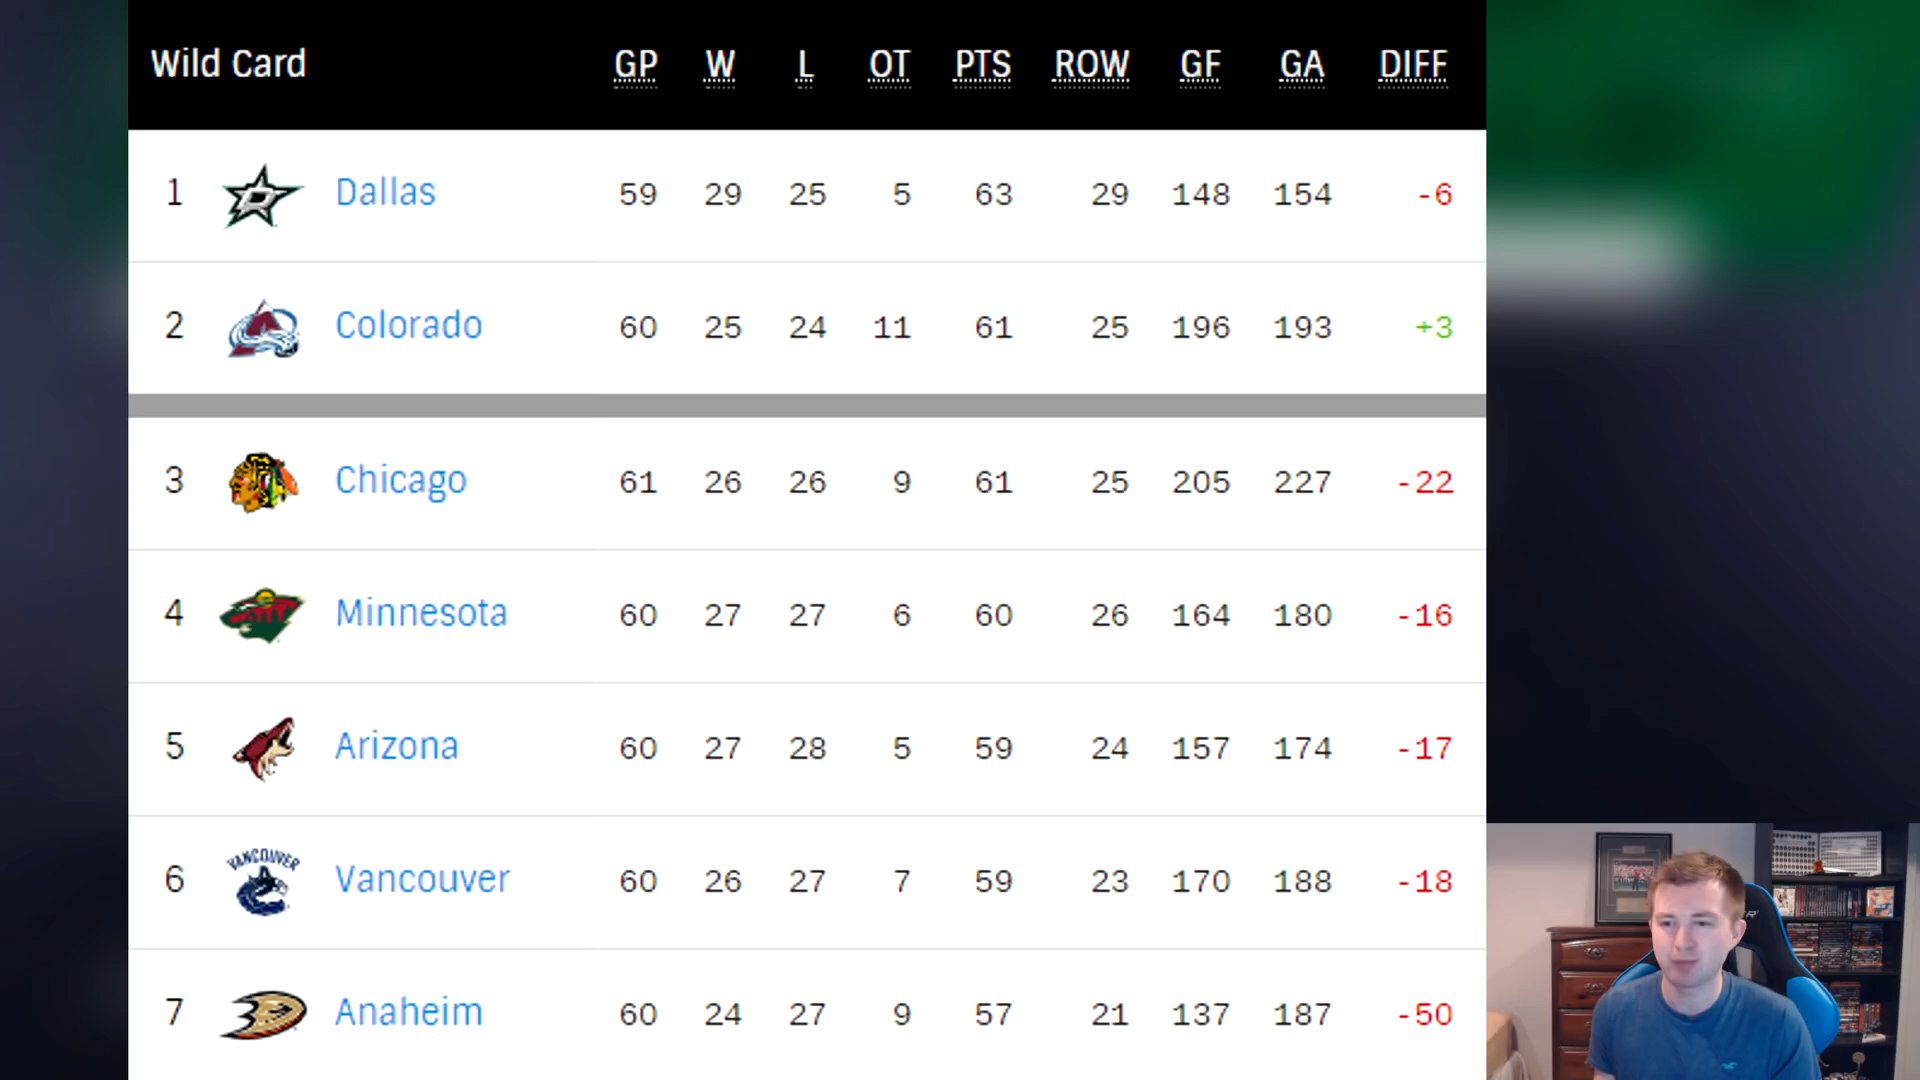 Wild Card GP W L OT PTS ROW GF GA DIFF
1 Dallas 59 29 25 5 63 29 148 154 -6
2 Colorado 60 25 24 11 61 25 196 193 +3
3 Chicago 61 26 26 9 61 25 205 227 -22
4 Minnesota 60 27 27 6 60 26 164 180 -16
5 Arizona 60 27 28 5 59 24 157 174 -17
6 VANCOUVER Vancouver 60 26 27 7 59 23 170 188 -18
7 Anaheim 60 24 27 9 57 21 137 187 -50